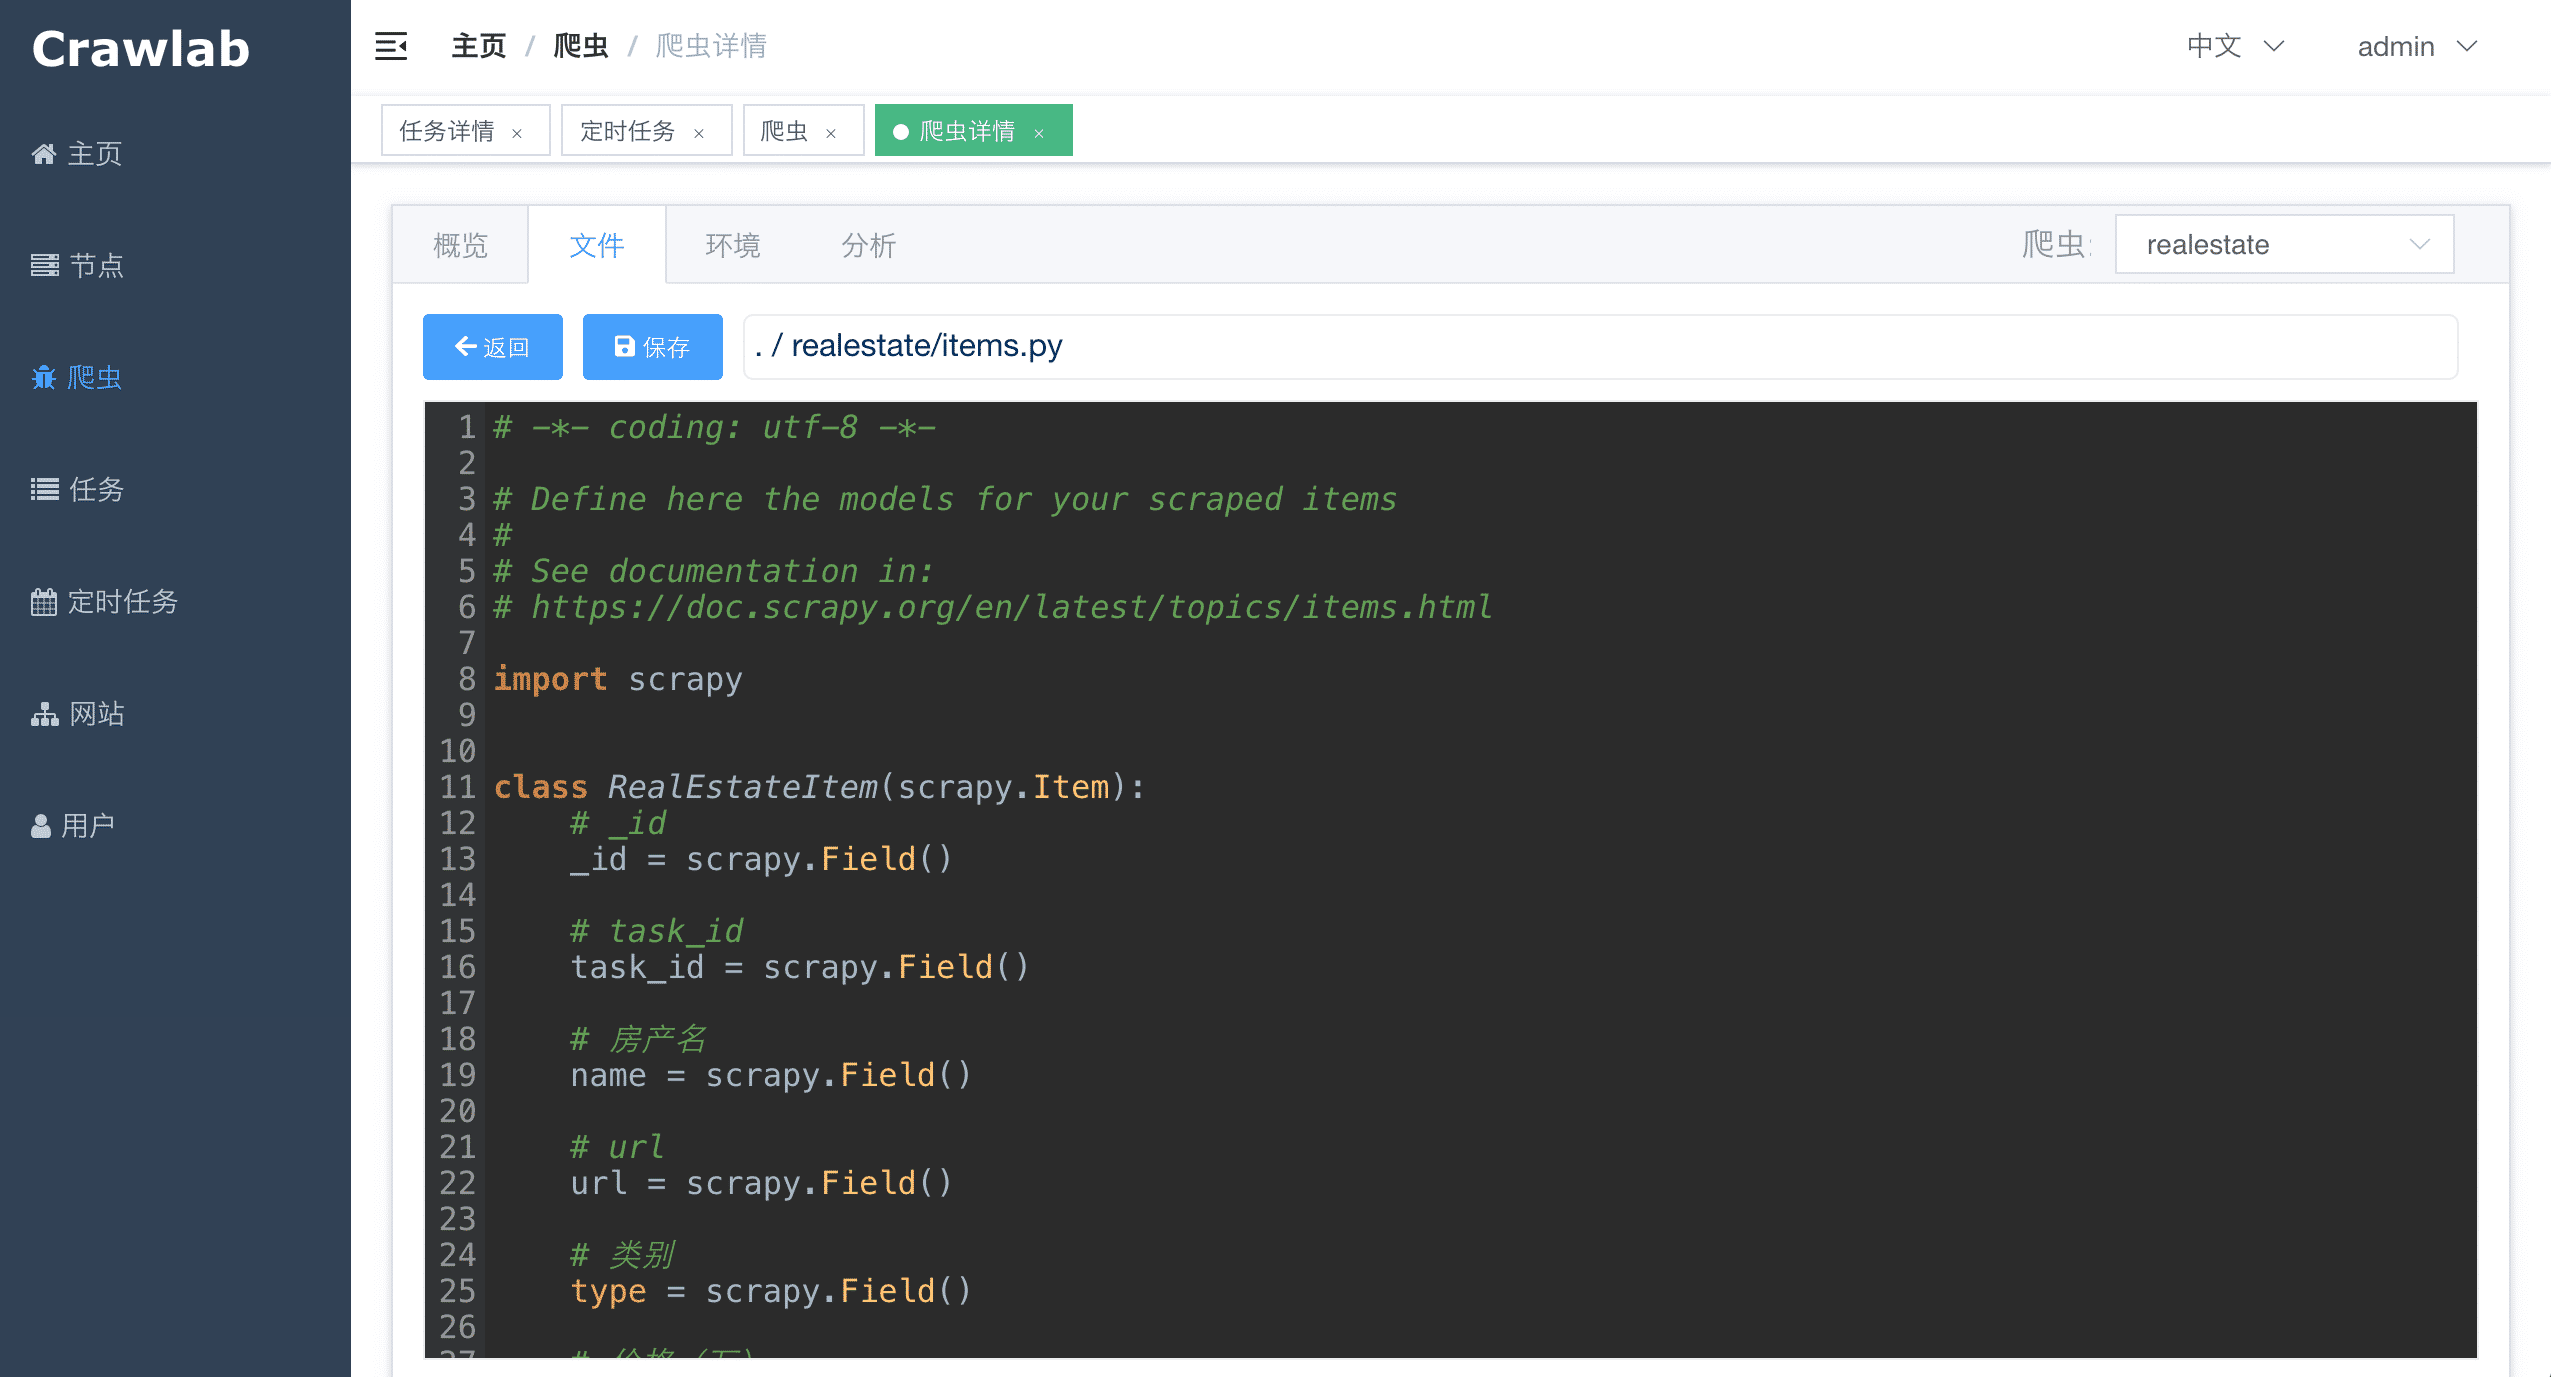 Crawlab
主页
节点
爬虫
任务
定时任务
网站
用户
主页 / 爬虫 / 爬虫详情
中文
admin
任务详情 ×
定时任务 ×
爬虫 ×
爬虫详情 ×
概览
文件
环境
分析
爬虫:
realestate
返回
保存
. / realestate/items.py
1 # -*- coding: utf-8 -*-
2
3 # Define here the models for your scraped items
4 #
5 # See documentation in:
6 # https://doc.scrapy.org/en/latest/topics/items.html
7
8 import scrapy
9
10
11 class RealEstateItem(scrapy.Item):
12     # _id
13     _id = scrapy.Field()
14
15     # task_id
16     task_id = scrapy.Field()
17
18     # 房产名
19     name = scrapy.Field()
20
21     # url
22     url = scrapy.Field()
23
24     # 类别
25     type = scrapy.Field()
26
27     # 价格（万）